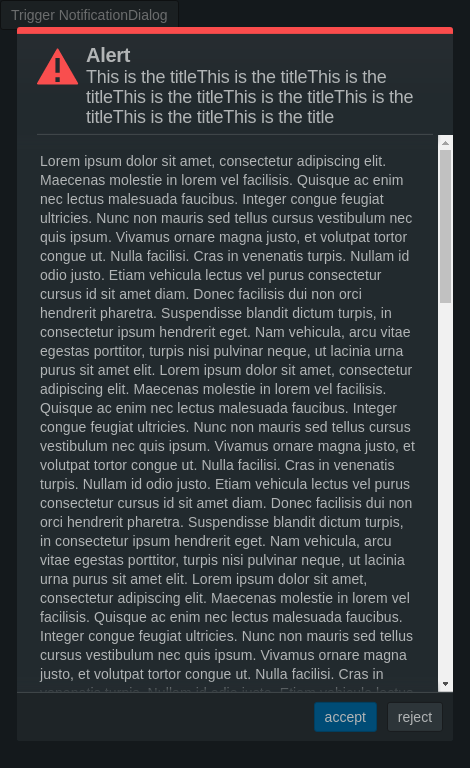 Trigger NotificationDialog
Alert
This is the titleThis is the titleThis is the
titleThis is the titleThis is the titleThis is the
titleThis is the titleThis is the title
Lorem ipsum dolor sit amet, consectetur adipiscing elit.
Maecenas molestie in lorem vel facilisis. Quisque ac enim
nec lectus malesuada faucibus. Integer congue feugiat
ultricies. Nunc non mauris sed tellus cursus vestibulum nec
quis ipsum. Vivamus ornare magna justo, et volutpat tortor
congue ut. Nulla facilisi. Cras in venenatis turpis. Nullam id
odio justo. Etiam vehicula lectus vel purus consectetur
cursus id sit amet diam. Donec facilisis dui non orci
hendrerit pharetra. Suspendisse blandit dictum turpis, in
consectetur ipsum hendrerit eget. Nam vehicula, arcu vitae
egestas porttitor, turpis nisi pulvinar neque, ut lacinia urna
purus sit amet elit. Lorem ipsum dolor sit amet, consectetur
adipiscing elit. Maecenas molestie in lorem vel facilisis.
Quisque ac enim nec lectus malesuada faucibus. Integer
congue feugiat ultricies. Nunc non mauris sed tellus cursus
vestibulum nec quis ipsum. Vivamus ornare magna justo, et
volutpat tortor congue ut. Nulla facilisi. Cras in venenatis
turpis. Nullam id odio justo. Etiam vehicula lectus vel purus
consectetur cursus id sit amet diam. Donec facilisis dui non
orci hendrerit pharetra. Suspendisse blandit dictum turpis,
in consectetur ipsum hendrerit eget. Nam vehicula, arcu
vitae egestas porttitor, turpis nisi pulvinar neque, ut lacinia
urna purus sit amet elit. Lorem ipsum dolor sit amet,
consectetur adipiscing elit. Maecenas molestie in lorem vel
facilisis. Quisque ac enim nec lectus malesuada faucibus.
Integer congue feugiat ultricies. Nunc non mauris sed tellus
cursus vestibulum nec quis ipsum. Vivamus ornare magna
justo, et volutpat tortor congue ut. Nulla facilisi. Cras in
venenatis turpis. Nullam id odio justo. Etiam vehicula lectus
accept
reject